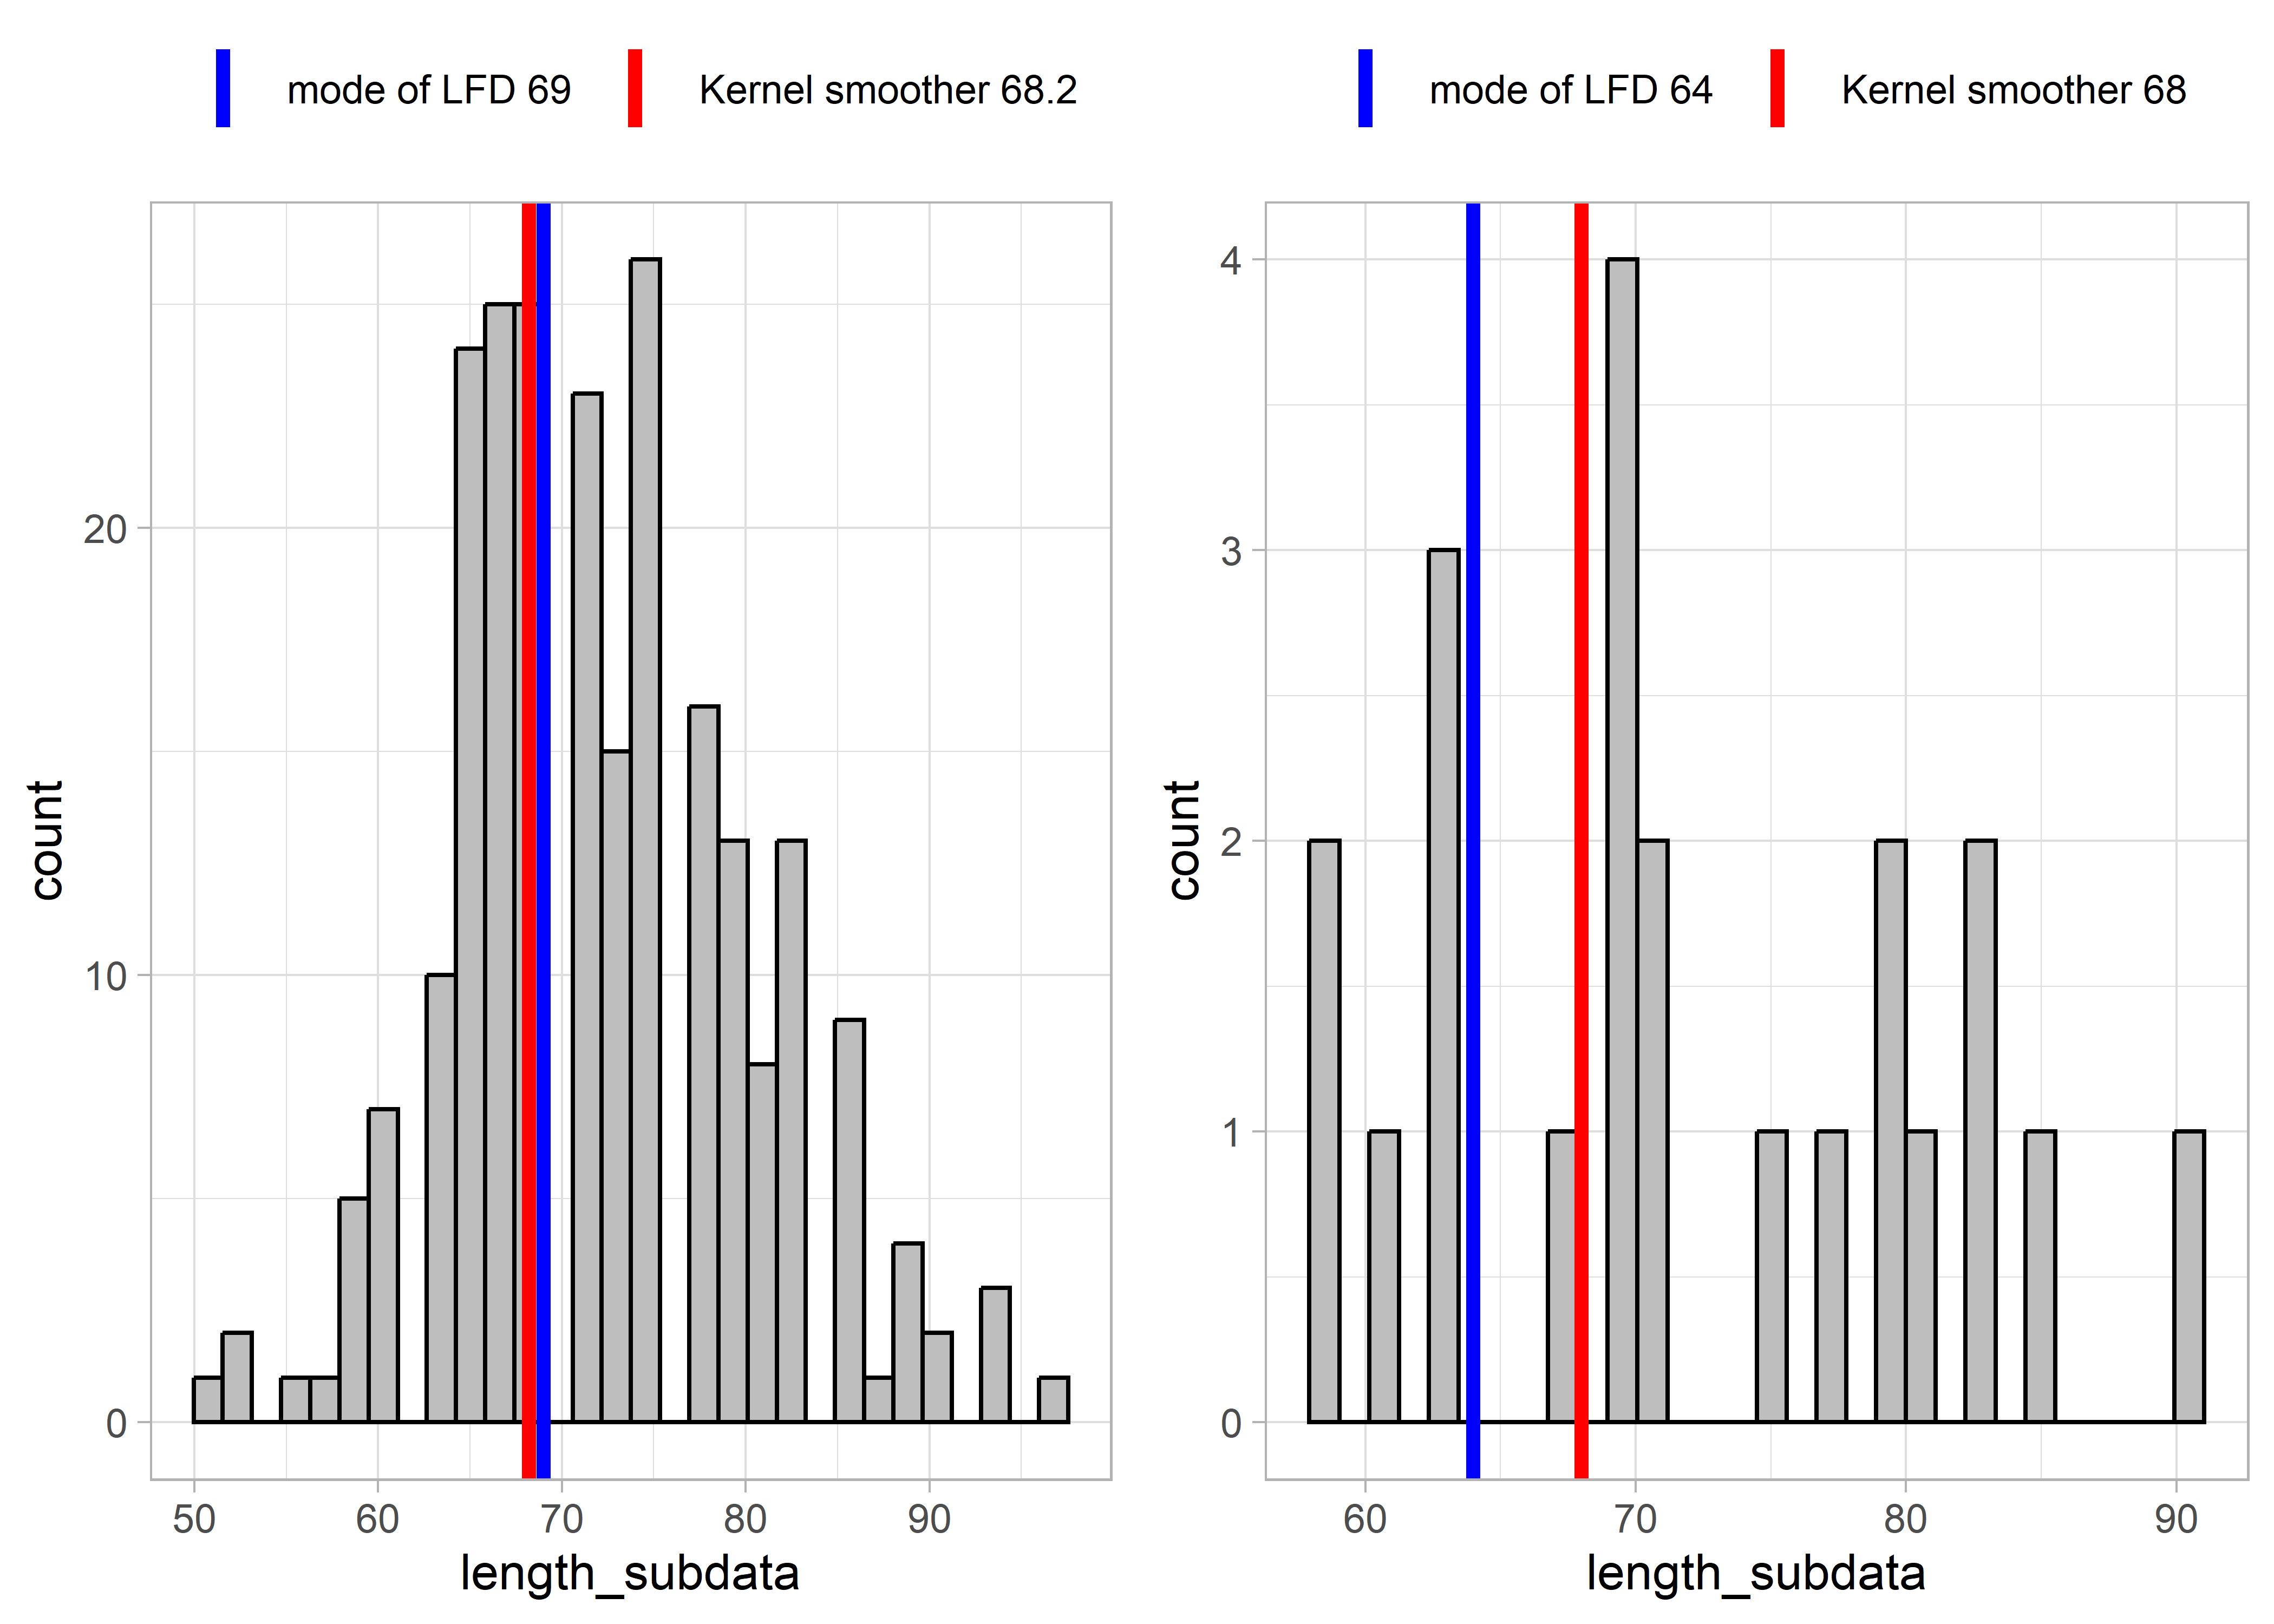 mode of LFD 69 Kernel smoother 68.2
count
20
10
0
50 60 70 80 90
length_subdata
mode of LFD 64 Kernel smoother 68
count
4
3
2
1
0
60 70 80 90
length_subdata